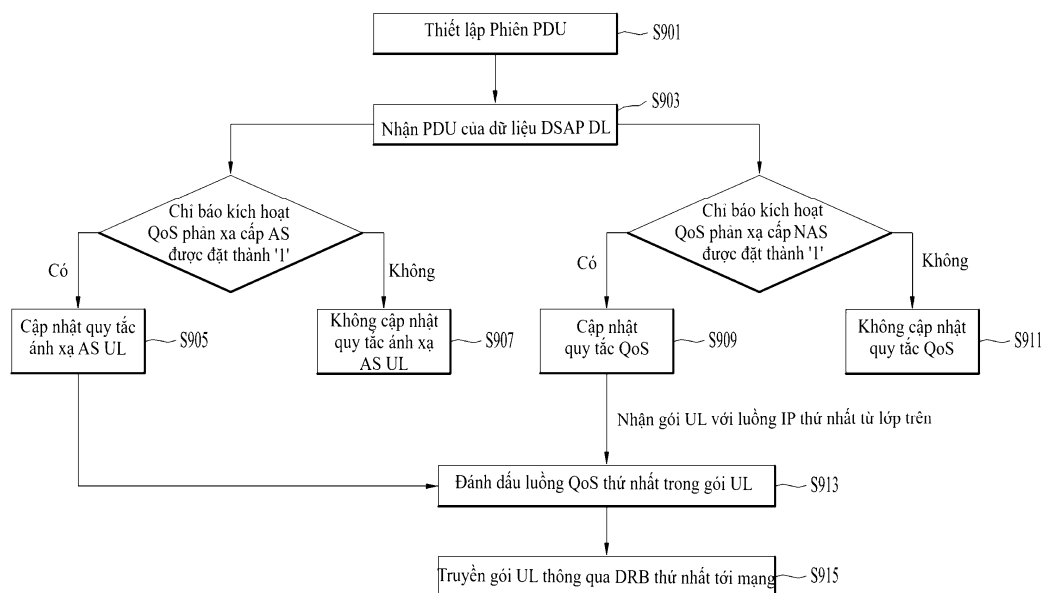 Thiết lập Phiên PDU
S901
S903
Nhận PDU của dữ liệu DSAP DL
Chỉ báo kích hoạt
QoS phản xa cấp AS
được đặt thành '1'
Chỉ báo kích hoạt
QoS phản xạ cấp NAS
được đặt thành '1'
Có
Không
Có
Không
Cập nhật quy tắc
ánh xạ AS UL
S905
Không cập nhật
quy tắc ánh xạ
AS UL
S907
Cập nhật
quy tắc QoS
S909
Không cập nhật
quy tắc QoS
S911
Nhận gói UL với luồng IP thứ nhất từ lớp trên
Đánh dấu luồng QoS thứ nhất trong gói UL
S913
Truyền gói UL thông qua DRB thứ nhất tới mạng
S915